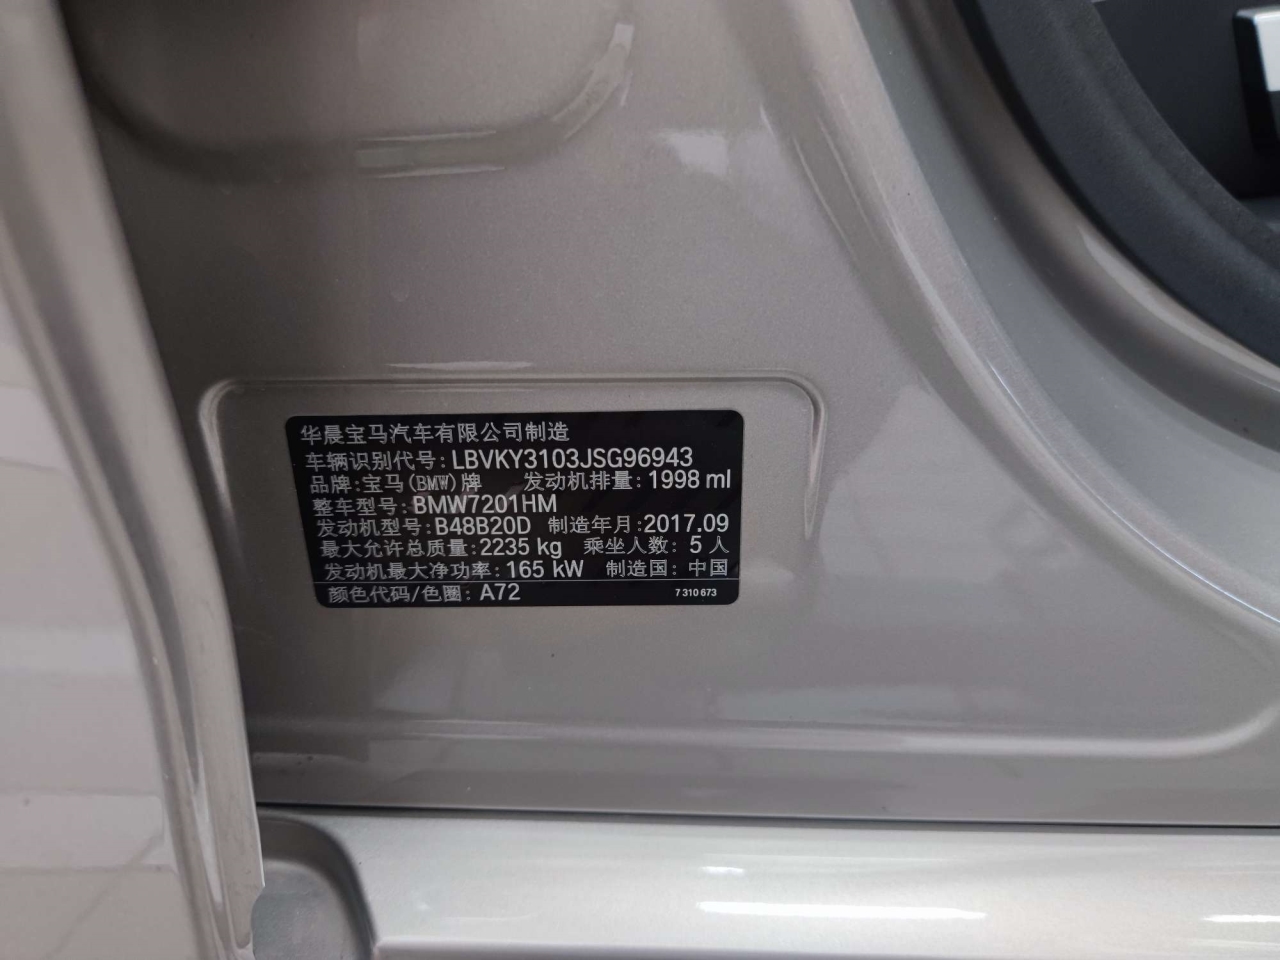 华晨宝马汽车有限公司制造
车辆识别代号: LBVKY3103JSG96943
品牌:宝马(BMW)牌 发动机排量: 1998 ml
整车型号: BMW7201HM
发动机型号: B48B20D 制造年月:2017.09
最大允许总质量: 2235 kg 乘坐人数: 5 人
发动机最大净功率: 165 kW 制造国: 中国
颜色代码/色圈: A72 7 310 673